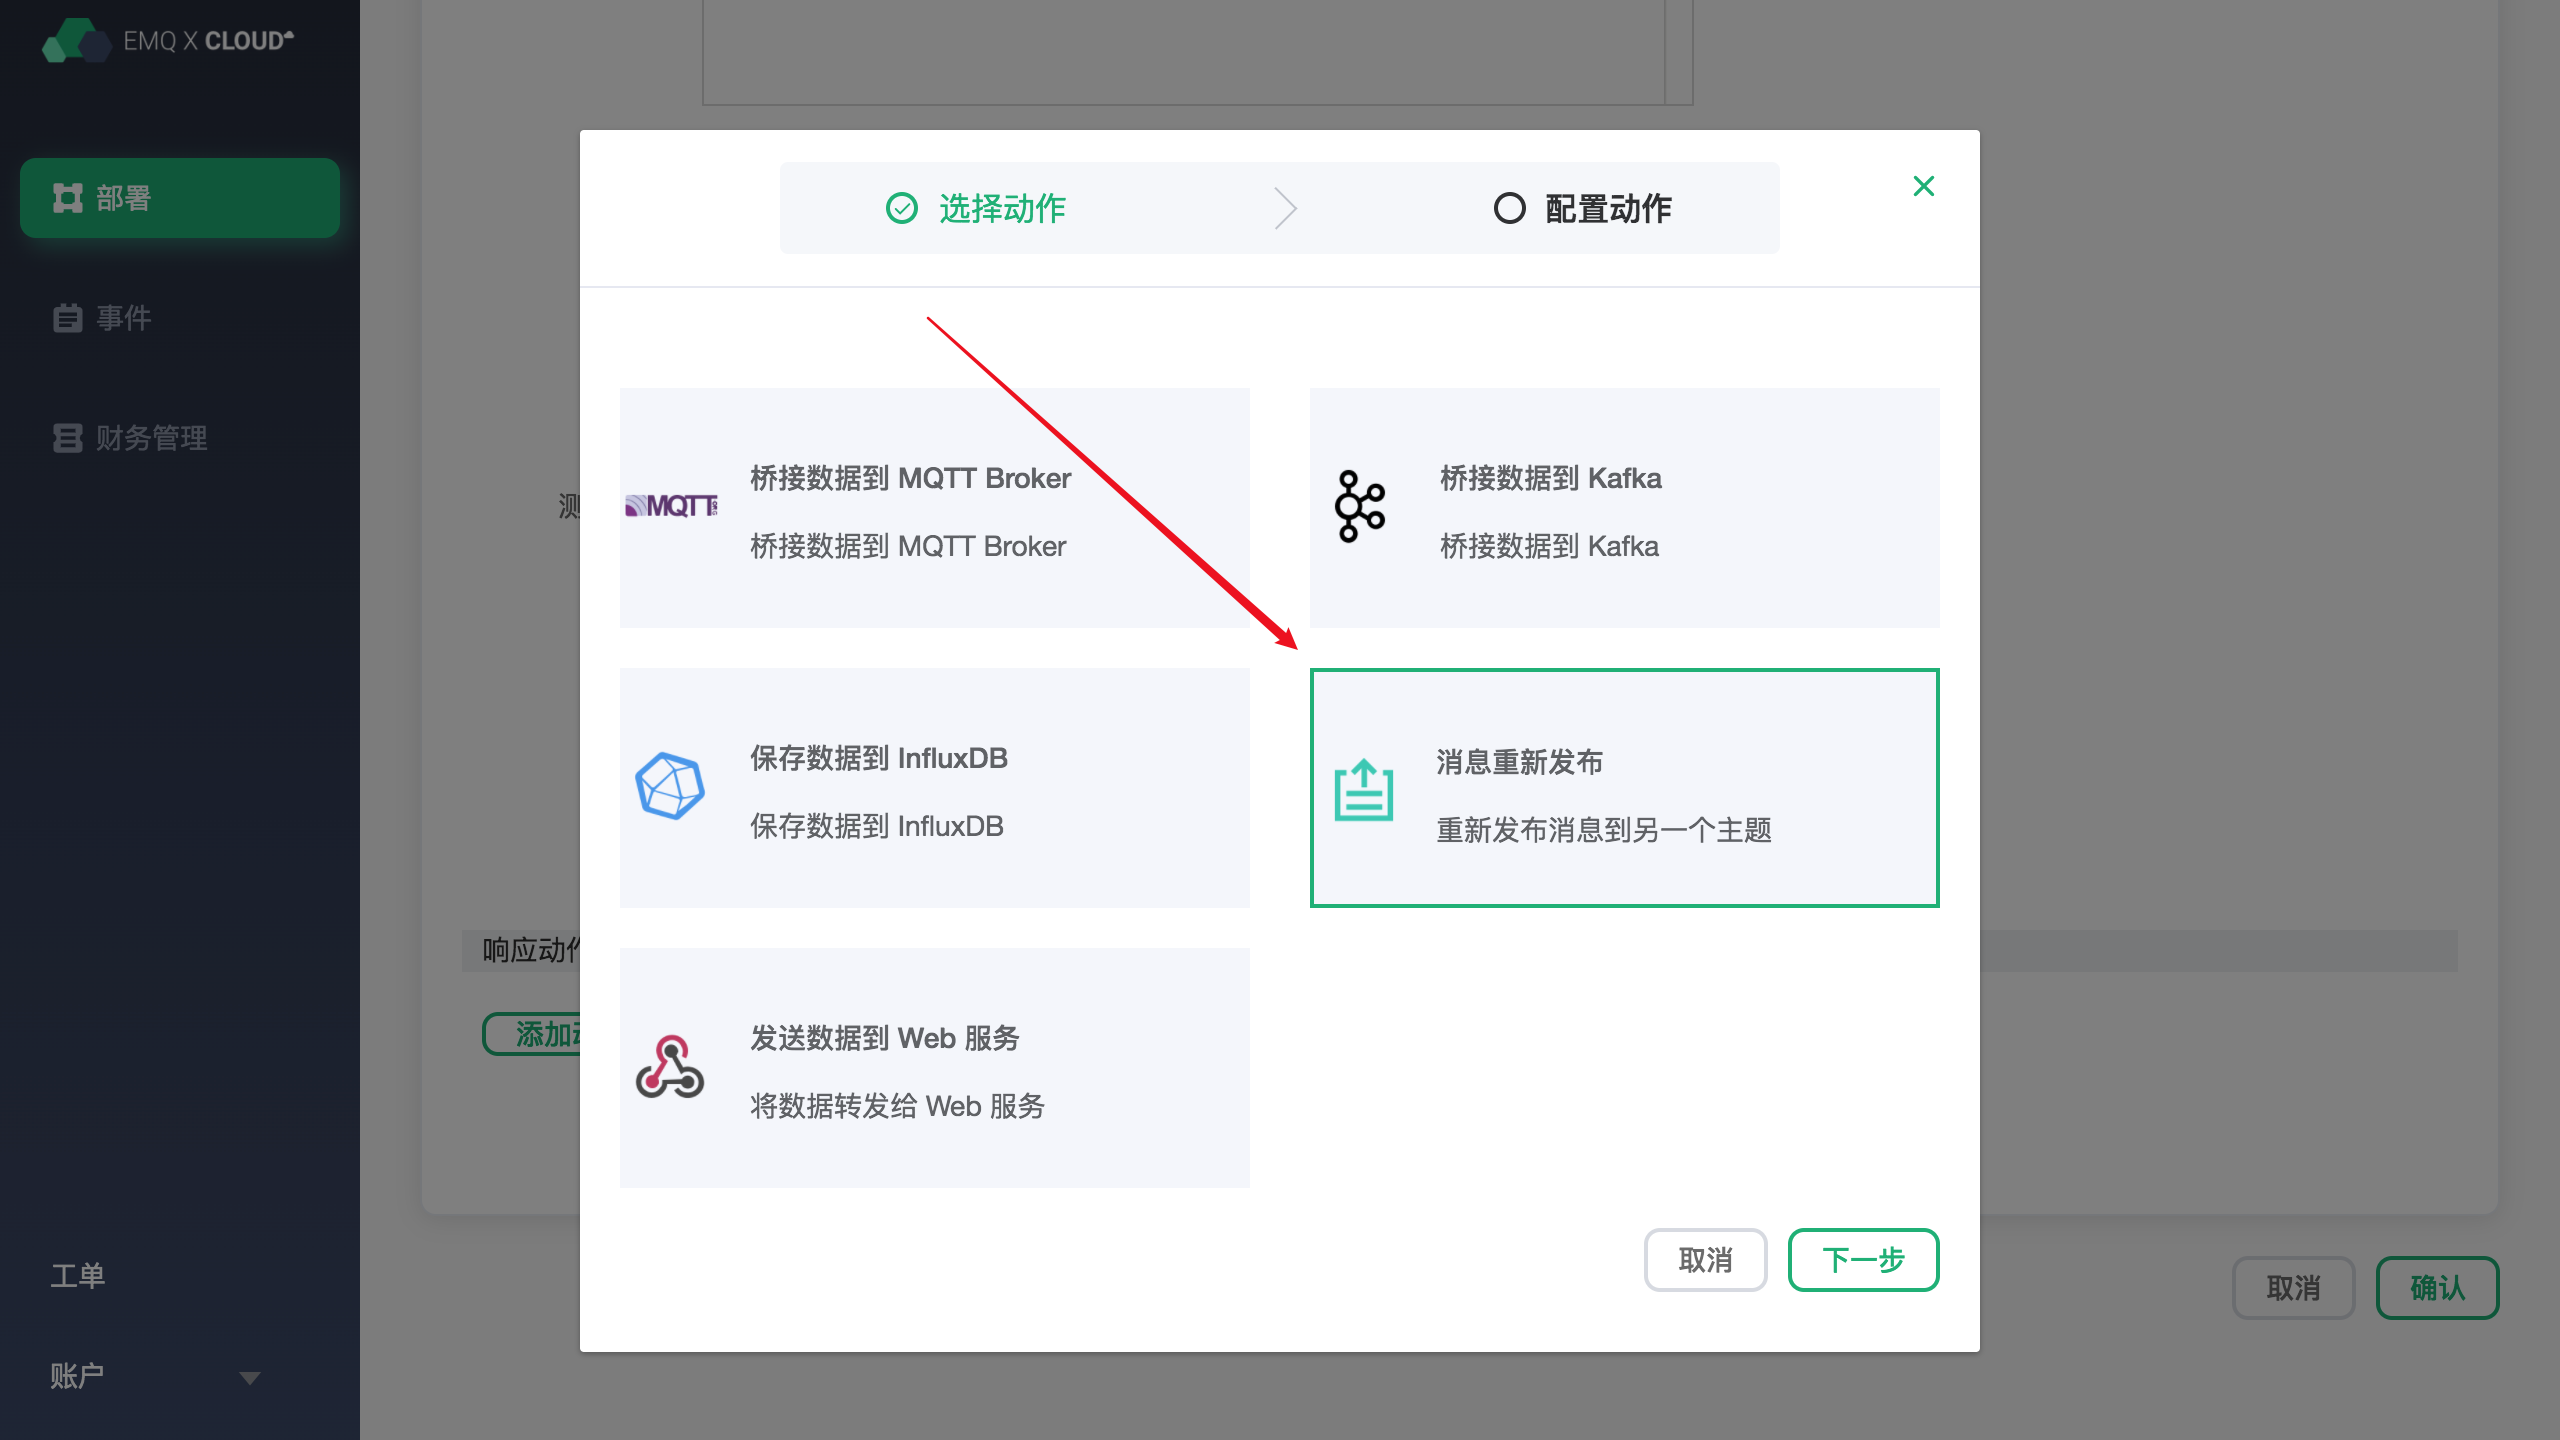 EMQ X CLOUD
部署
事件
财务管理
工单
账户
选择动作
配置动作
桥接数据到 MQTT Broker
桥接数据到 MQTT Broker
MQTT
桥接数据到 Kafka
桥接数据到 Kafka
保存数据到 InfluxDB
保存数据到 InfluxDB
消息重新发布
重新发布消息到另一个主题
发送数据到 Web 服务
将数据转发给 Web 服务
取消
下一步
测
响应动作
添加
取消
确认